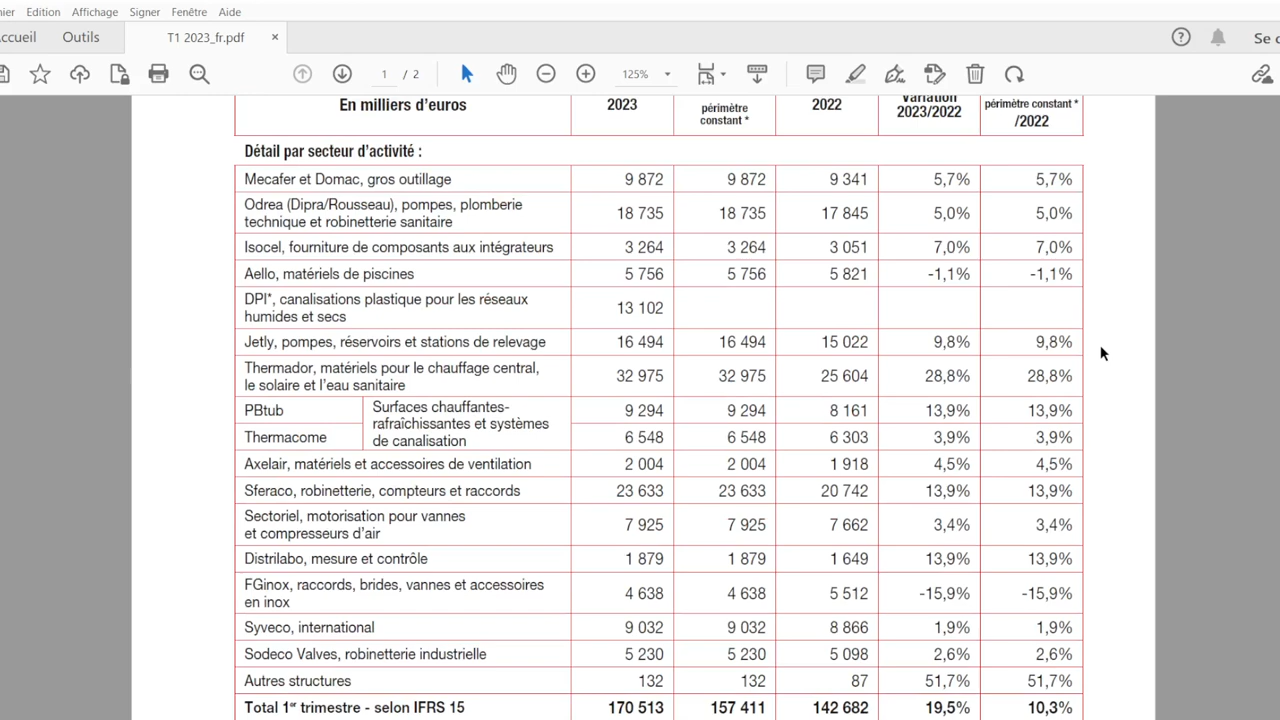 Edition Affichage Signer Fenêtre Aide
Outils T1 2023_fr.pdf ×
1 / 2 125%
En milliers d'euros 2023 périmètre constant * 2022 Variation 2023/2022 périmètre constant * /2022
Détail par secteur d'activité :
Mecafer et Domac, gros outillage 9 872 9 872 9 341 5,7% 5,7%
Odrea (Dipra/Rousseau), pompes, plomberie
technique et robinetterie sanitaire 18 735 18 735 17 845 5,0% 5,0%
Isocel, fourniture de composants aux intégrateurs 3 264 3 264 3 051 7,0% 7,0%
Aello, matériels de piscines 5 756 5 756 5 821 -1,1% -1,1%
DPI*, canalisations plastique pour les réseaux
humides et secs 13 102
Jetly, pompes, réservoirs et stations de relevage 16 494 16 494 15 022 9,8% 9,8%
Thermador, matériels pour le chauffage central,
le solaire et l'eau sanitaire 32 975 32 975 25 604 28,8% 28,8%
PBtub 9 294 9 294 8 161 13,9% 13,9%
Surfaces chauffantes-
rafraîchissantes et systèmes
de canalisation
Thermacome 6 548 6 548 6 303 3,9% 3,9%
Axelair, matériels et accessoires de ventilation 2 004 2 004 1 918 4,5% 4,5%
Sferaco, robinetterie, compteurs et raccords 23 633 23 633 20 742 13,9% 13,9%
Sectoriel, motorisation pour vannes
et compresseurs d'air 7 925 7 925 7 662 3,4% 3,4%
Distrilabo, mesure et contrôle 1 879 1 879 1 649 13,9% 13,9%
FGinox, raccords, brides, vannes et accessoires
en inox 4 638 4 638 5 512 -15,9% -15,9%
Syveco, international 9 032 9 032 8 866 1,9% 1,9%
Sodeco Valves, robinetterie industrielle 5 230 5 230 5 098 2,6% 2,6%
Autres structures 132 132 87 51,7% 51,7%
Total 1er trimestre - selon IFRS 15 170 513 157 411 142 682 19,5% 10,3%